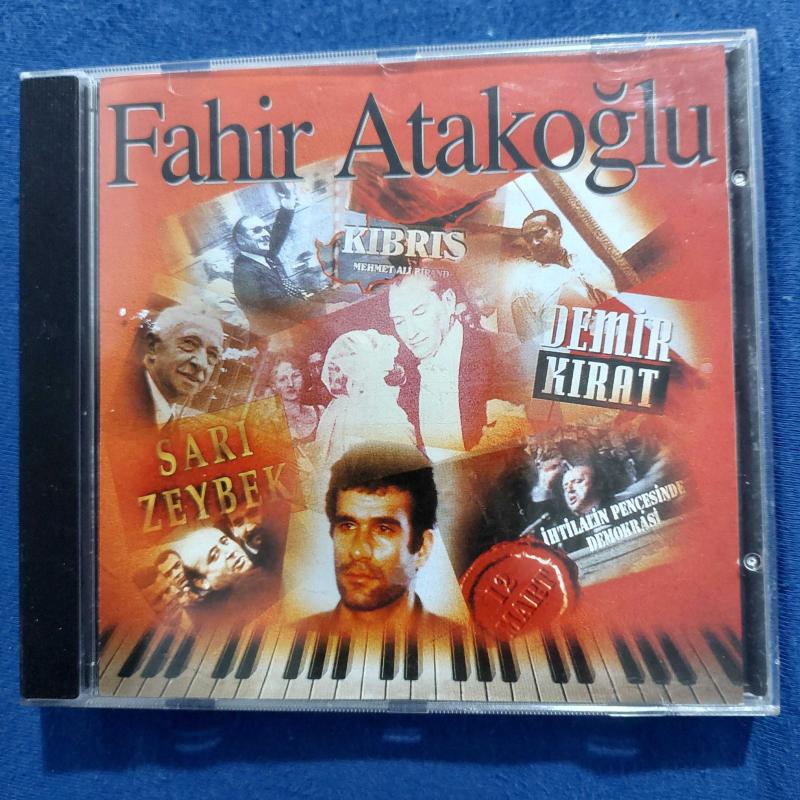 Fahir Atakoğlu
KIBRIS
MEHMET ALİ BİRAND
DEMİR
KIRAT
SARI
ZEYBEK
İHTİLALİN PENÇESİNDE
DEMOKRASİ
12
MART